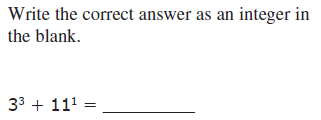 Write the correct answer as an integer in
the blank.
3³ + 11¹ = __________